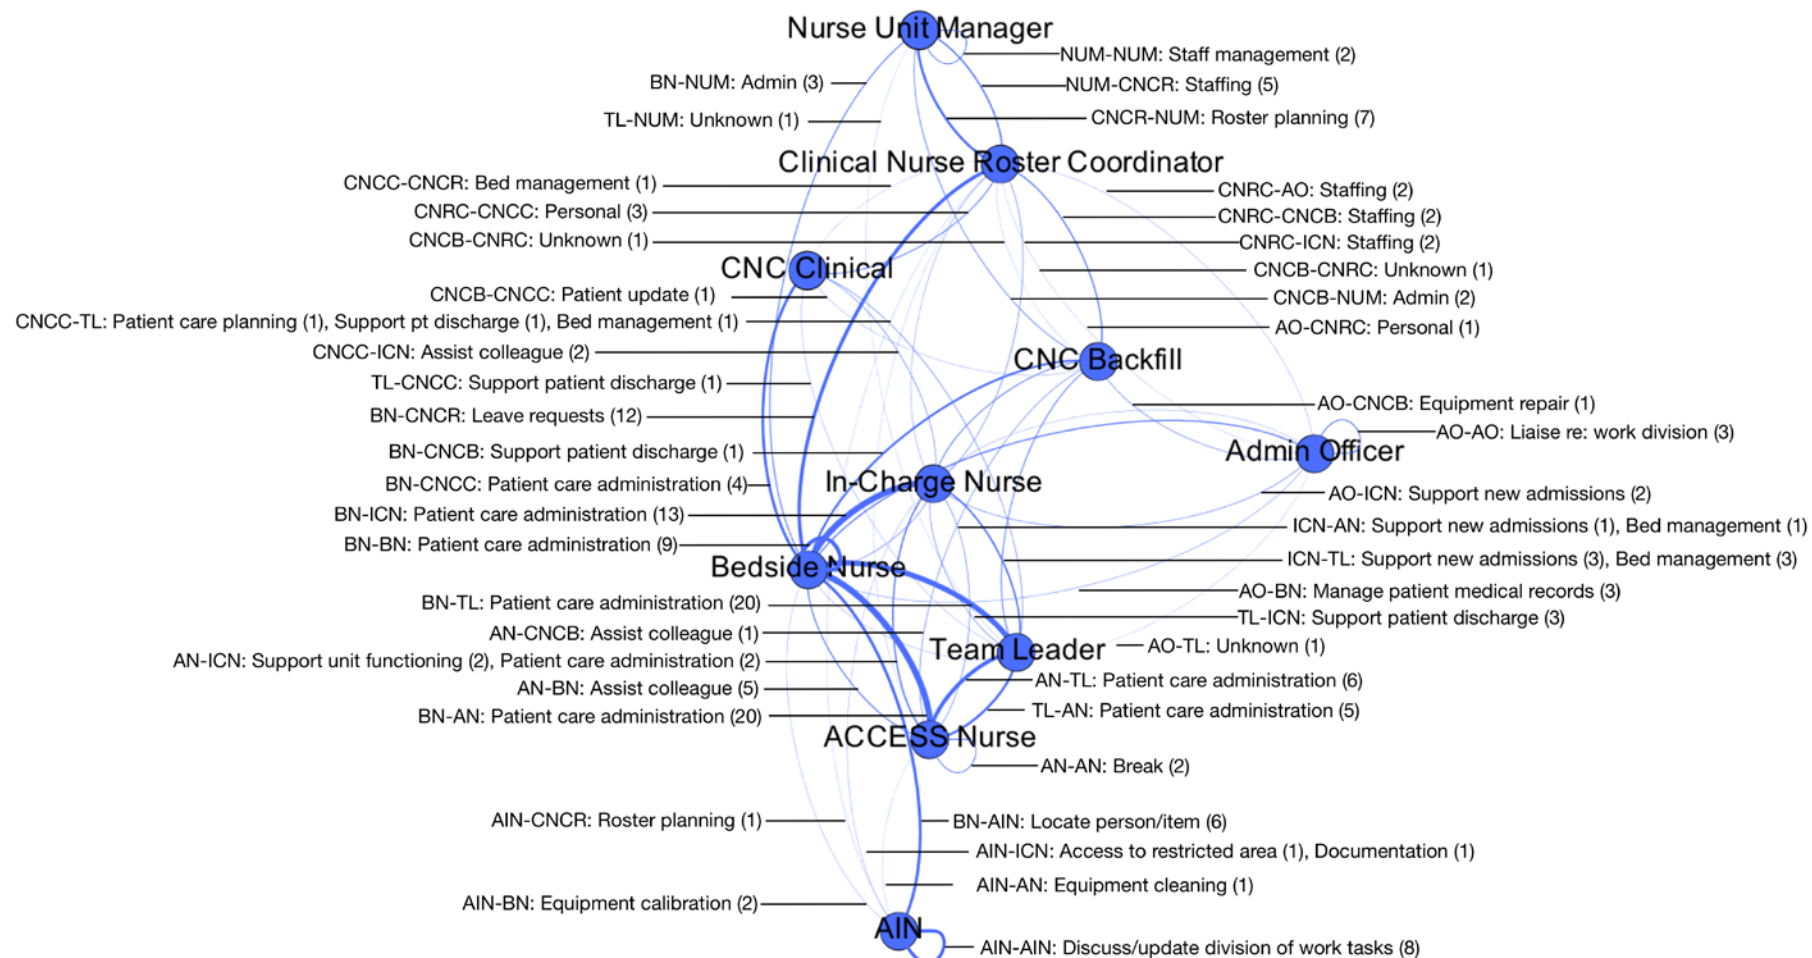 Nurse Unit Manager
NUM-NUM: Staff management (2)
BN-NUM: Admin (3)
NUM-CNCR: Staffing (5)
TL-NUM: Unknown (1)
CNCR-NUM: Roster planning (7)
Clinical Nurse Roster Coordinator
CNCC-CNCR: Bed management (1)
CNRC-AO: Staffing (2)
CNRC-CNCC: Personal (3)
CNRC-CNCB: Staffing (2)
CNCB-CNRC: Unknown (1)
CNRC-ICN: Staffing (2)
CNC Clinical
CNCB-CNRC: Unknown (1)
CNCB-CNCC: Patient update (1)
CNCB-NUM: Admin (2)
CNCC-TL: Patient care planning (1), Support pt discharge (1), Bed management (1)
AO-CNRC: Personal (1)
CNCC-ICN: Assist colleague (2)
CNC Backfill
TL-CNCC: Support patient discharge (1)
AO-CNCB: Equipment repair (1)
BN-CNCR: Leave requests (12)
AO-AO: Liaise re: work division (3)
BN-CNCB: Support patient discharge (1)
Admin Officer
BN-CNCC: Patient care administration (4)
In-Charge Nurse
AO-ICN: Support new admissions (2)
BN-ICN: Patient care administration (13)
ICN-AN: Support new admissions (1), Bed management (1)
BN-BN: Patient care administration (9)
ICN-TL: Support new admissions (3), Bed management (3)
Bedside Nurse
AO-BN: Manage patient medical records (3)
BN-TL: Patient care administration (20)
TL-ICN: Support patient discharge (3)
AN-CNCB: Assist colleague (1)
Team Leader
AO-TL: Unknown (1)
AN-ICN: Support unit functioning (2), Patient care administration (2)
AN-TL: Patient care administration (6)
AN-BN: Assist colleague (5)
TL-AN: Patient care administration (5)
BN-AN: Patient care administration (20)
ACCESS Nurse
AN-AN: Break (2)
AIN-CNCR: Roster planning (1)
BN-AIN: Locate person/item (6)
AIN-ICN: Access to restricted area (1), Documentation (1)
AIN-AN: Equipment cleaning (1)
AIN-BN: Equipment calibration (2)
AIN
AIN-AIN: Discuss/update division of work tasks (8)